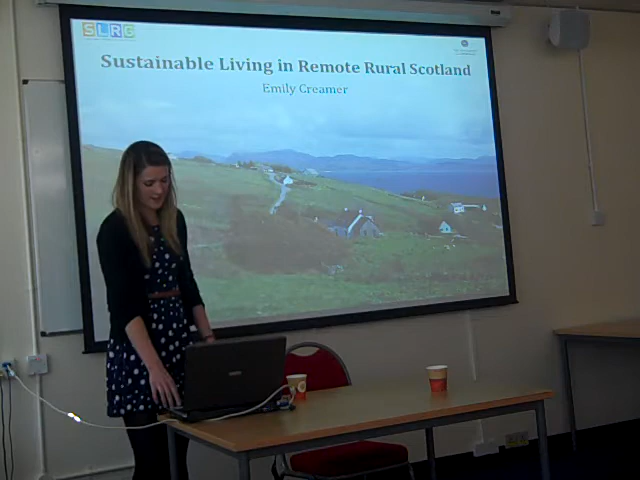 SLRG
Sustainable Living in Remote Rural Scotland
Emily Creamer